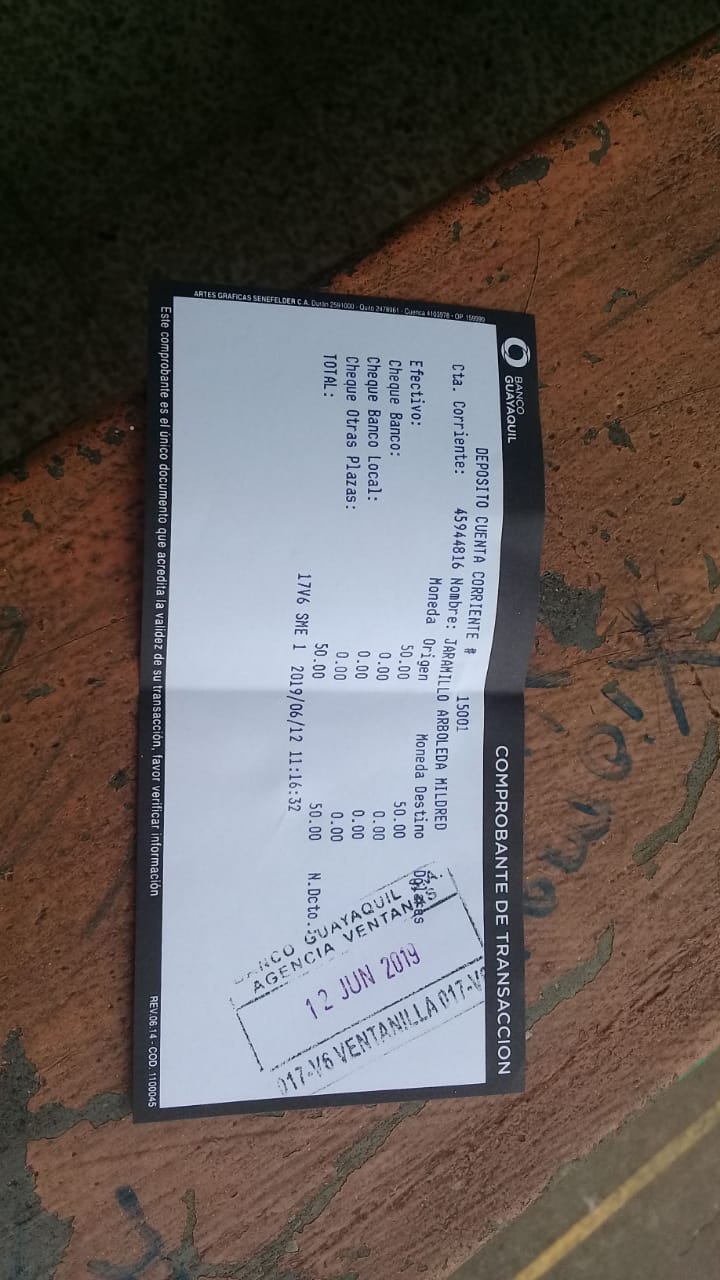 BANCO
GUAYAQUIL
COMPROBANTE DE TRANSACCION
DEPOSITO CUENTA CORRIENTE # 15001
Cta. Corriente: 45944816 Nombre: JARAMILLO ARBOLEDA MILDRED
Moneda Origen Moneda Destino Dólares
Efectivo: 50.00 50.00
Cheque Banco: 0.00 0.00
Cheque Banco Local: 0.00 0.00
Cheque Otras Plazas: 0.00 0.00
TOTAL: 50.00 50.00 N.Dcto.:
17V6 SME 1 2019/06/12 11:16:32
GUAYAQUIL S.A.
AGENCIA VENTANAS
12 JUN 2019
017-V6 VENTANILLA 017-V6
Este comprobante es el único documento que acredita la validez de su transacción, favor verificar información
REV.06.14 - COD. 1100045
ARTES GRAFICAS SENEFELDER C.A.